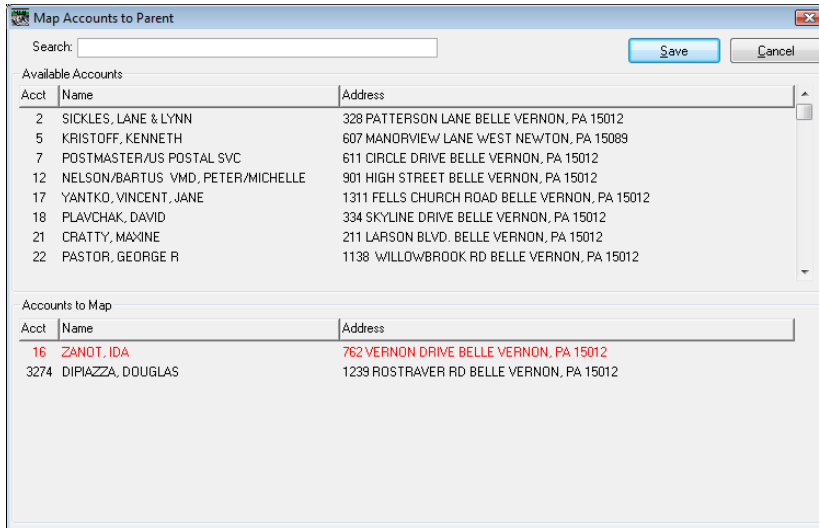 Map Accounts to Parent
Search: Save Cancel
Available Accounts
Acct Name Address
2 SICKLES, LANE & LYNN 328 PATTERSON LANE BELLE VERNON, PA 15012
5 KRISTOFF, KENNETH 607 MANORVIEW LANE WEST NEWTON, PA 15089
7 POSTMASTER/US POSTAL SVC 611 CIRCLE DRIVE BELLE VERNON, PA 15012
12 NELSON/BARTUS VMD, PETER/MICHELLE 901 HIGH STREET BELLE VERNON, PA 15012
17 YANTKO, VINCENT, JANE 1311 FELLS CHURCH ROAD BELLE VERNON, PA 15012
18 PLAVCHAK, DAVID 334 SKYLINE DRIVE BELLE VERNON, PA 15012
21 CRATTY, MAXINE 211 LARSON BLVD. BELLE VERNON, PA 15012
22 PASTOR, GEORGE R 1138 WILLOWBROOK RD BELLE VERNON, PA 15012
Accounts to Map
Acct Name Address
16 ZANOT, IDA 762 VERNON DRIVE BELLE VERNON, PA 15012
3274 DIPIAZZA, DOUGLAS 1239 ROSTRAVER RD BELLE VERNON, PA 15012